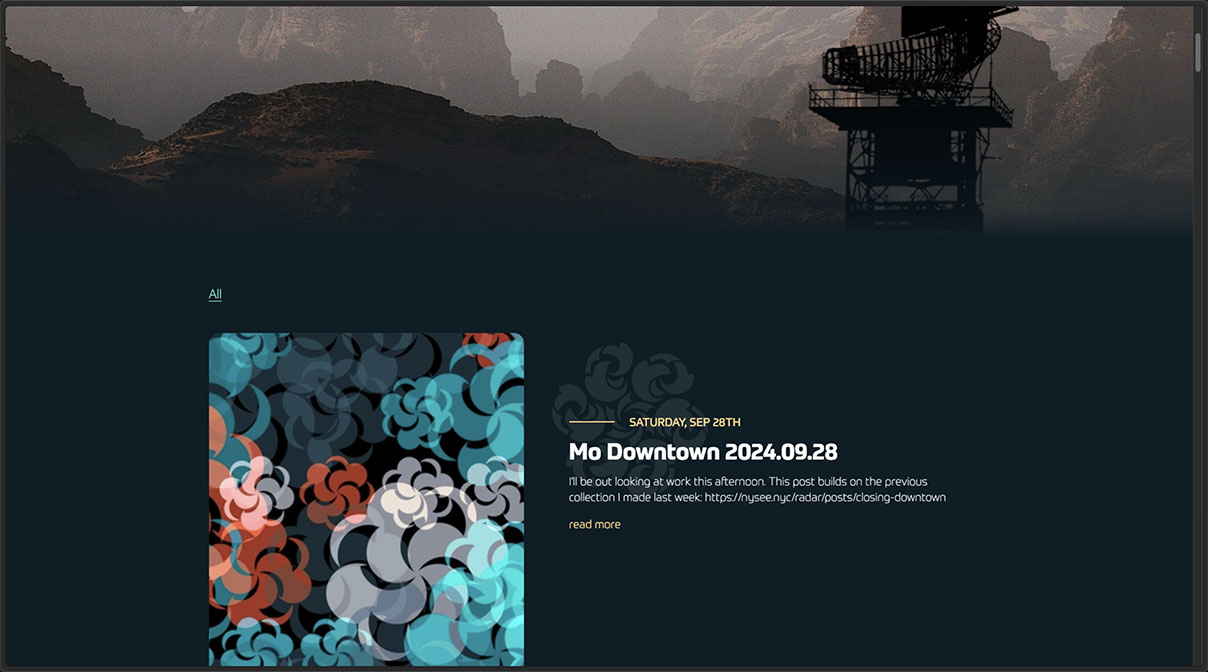 All
SATURDAY, SEP 28TH
Mo Downtown 2024.09.28
I'll be out looking at work this afternoon. This post builds on the previous
collection I made last week: https://nysee.nyc/radar/posts/closing-downtown
read more